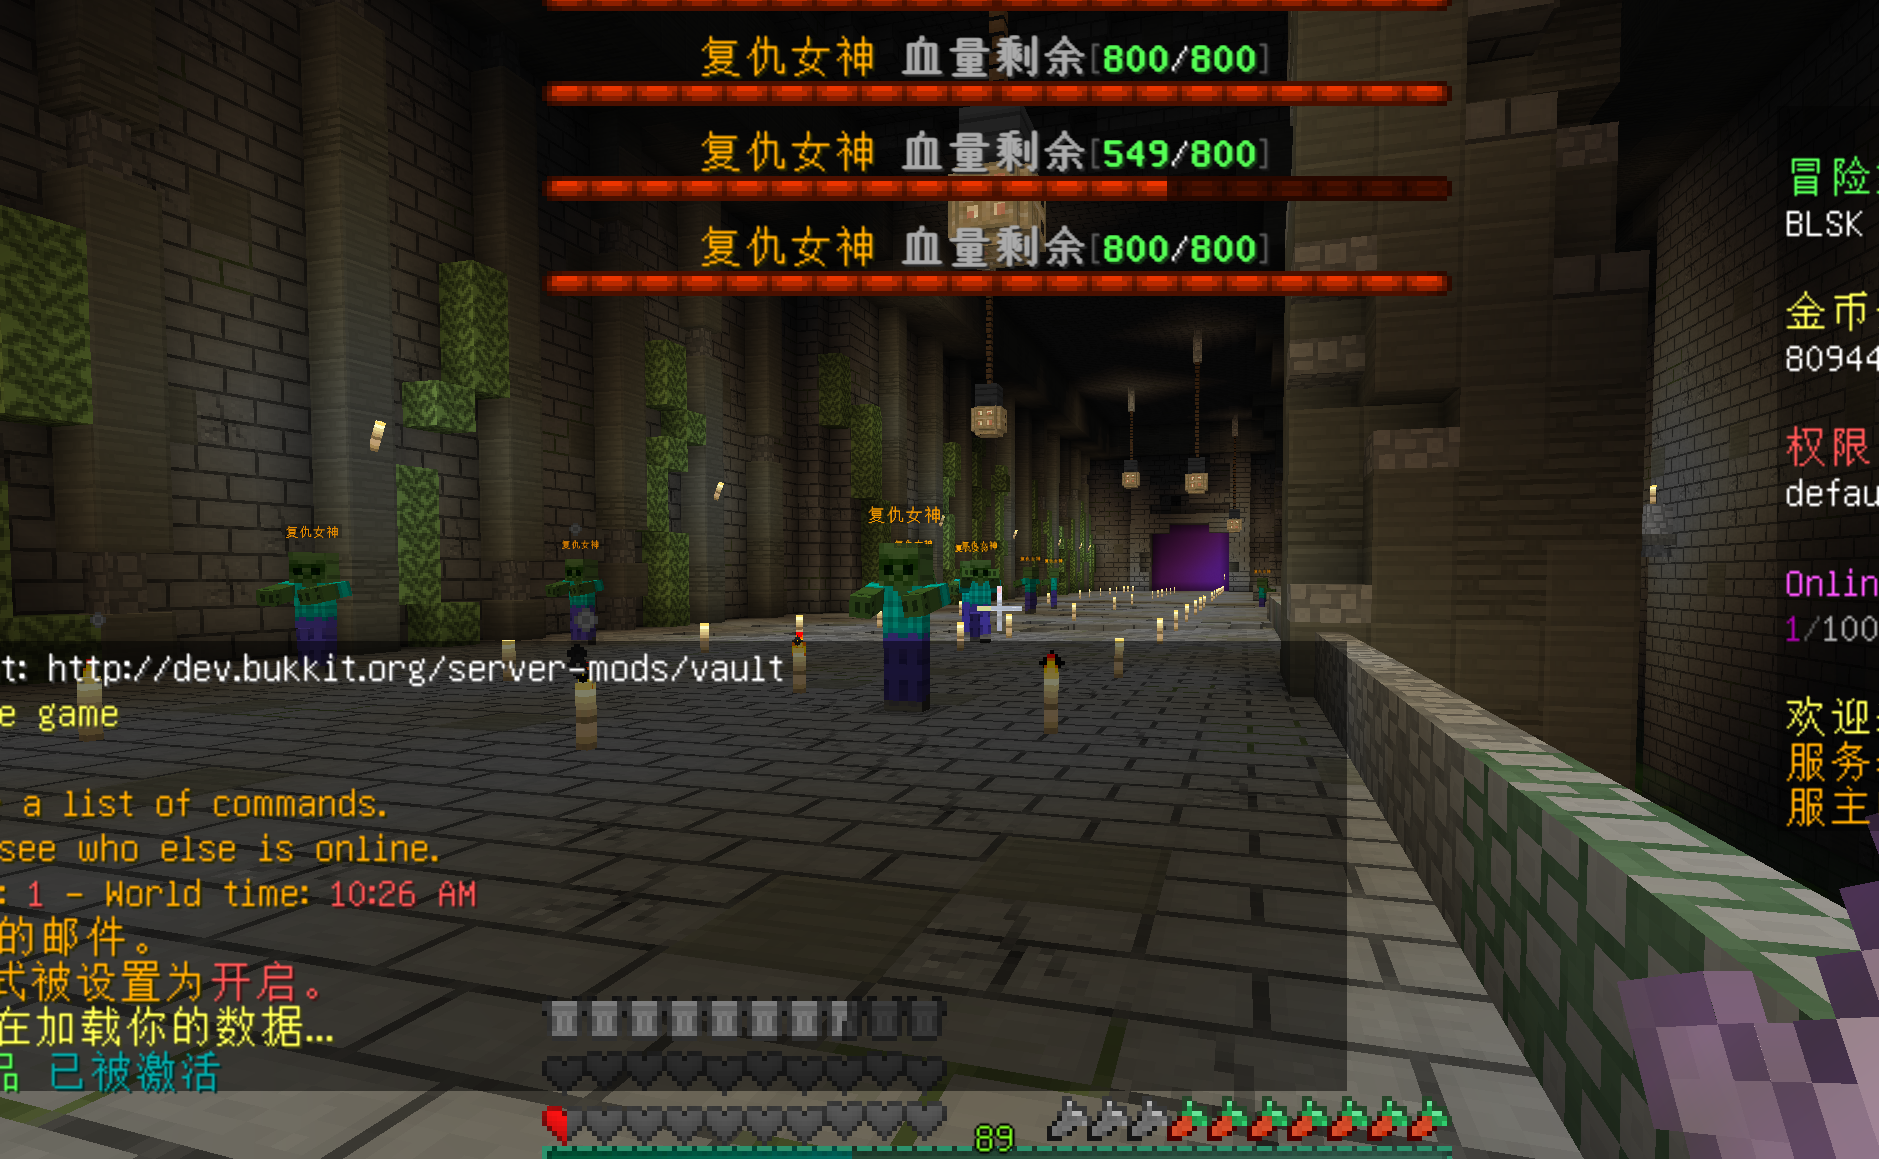 复仇女神 血量剩余[800/800]
复仇女神 血量剩余[549/800]
复仇女神 血量剩余[800/800]
冒险
BLSK
金币
80944
权限
defau
Onlin
1/100
欢迎
服务
服主
复仇女神
复仇女神
复仇女神
t: http://dev.bukkit.org/server-mods/vault
e game
a list of commands.
see who else is online.
: 1 - World time: 10:26 AM
的邮件。
式被设置为开启。
在加载你的数据...
品 已被激活
89